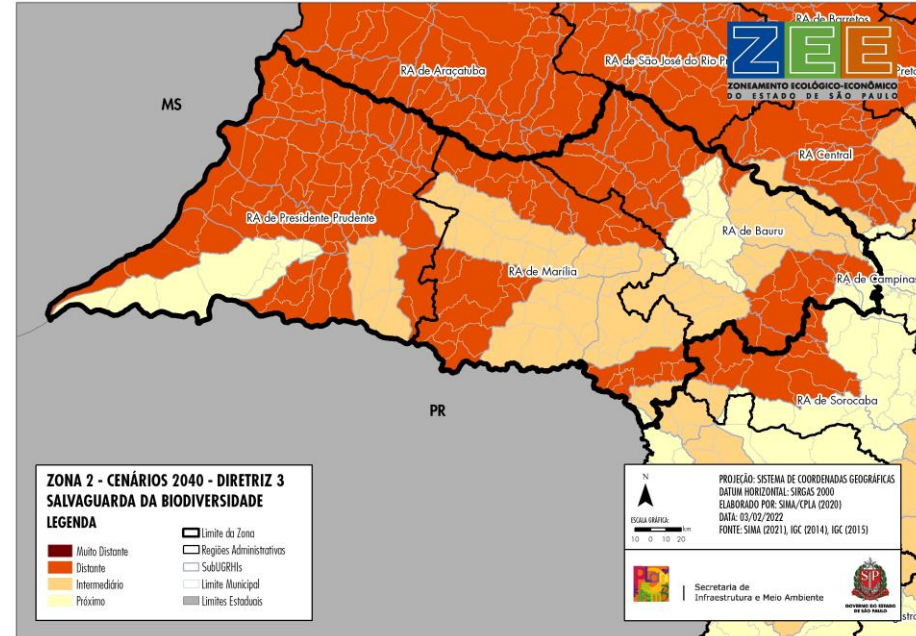 RA de Barretos
ZEE
ZONEAMENTO ECOLÓGICO-ECONÔMICO
DO ESTADO DE SÃO PAULO
RA de Araçatuba
RA de São José do Rio P
Preto
MS
RA Central
RA de Presidente Prudente
RA de Bauru
RA de Marília
RA de Campinas
RA de Sorocaba
PR
ZONA 2 - CENÁRIOS 2040 - DIRETRIZ 3
SALVAGUARDA DA BIODIVERSIDADE
LEGENDA
Muito Distante
Distante
Intermediário
Próximo
Limite da Zona
Regiões Administrativas
SubUGRHIs
Limite Municipal
Limites Estaduais
N
ESCALA GRÁFICA:
km
10 0 10 20
PROJEÇÃO: SISTEMA DE COORDENADAS GEOGRÁFICAS
DATUM HORIZONTAL: SIRGAS 2000
ELABORADO POR: SIMA/CPLA (2020)
DATA: 03/02/2022
FONTE: SIMA (2021), IGC (2014), IGC (2015)
Secretaria de
Infraestrutura e Meio Ambiente
SP
GOVERNO DO ESTADO
DE SÃO PAULO
gistro